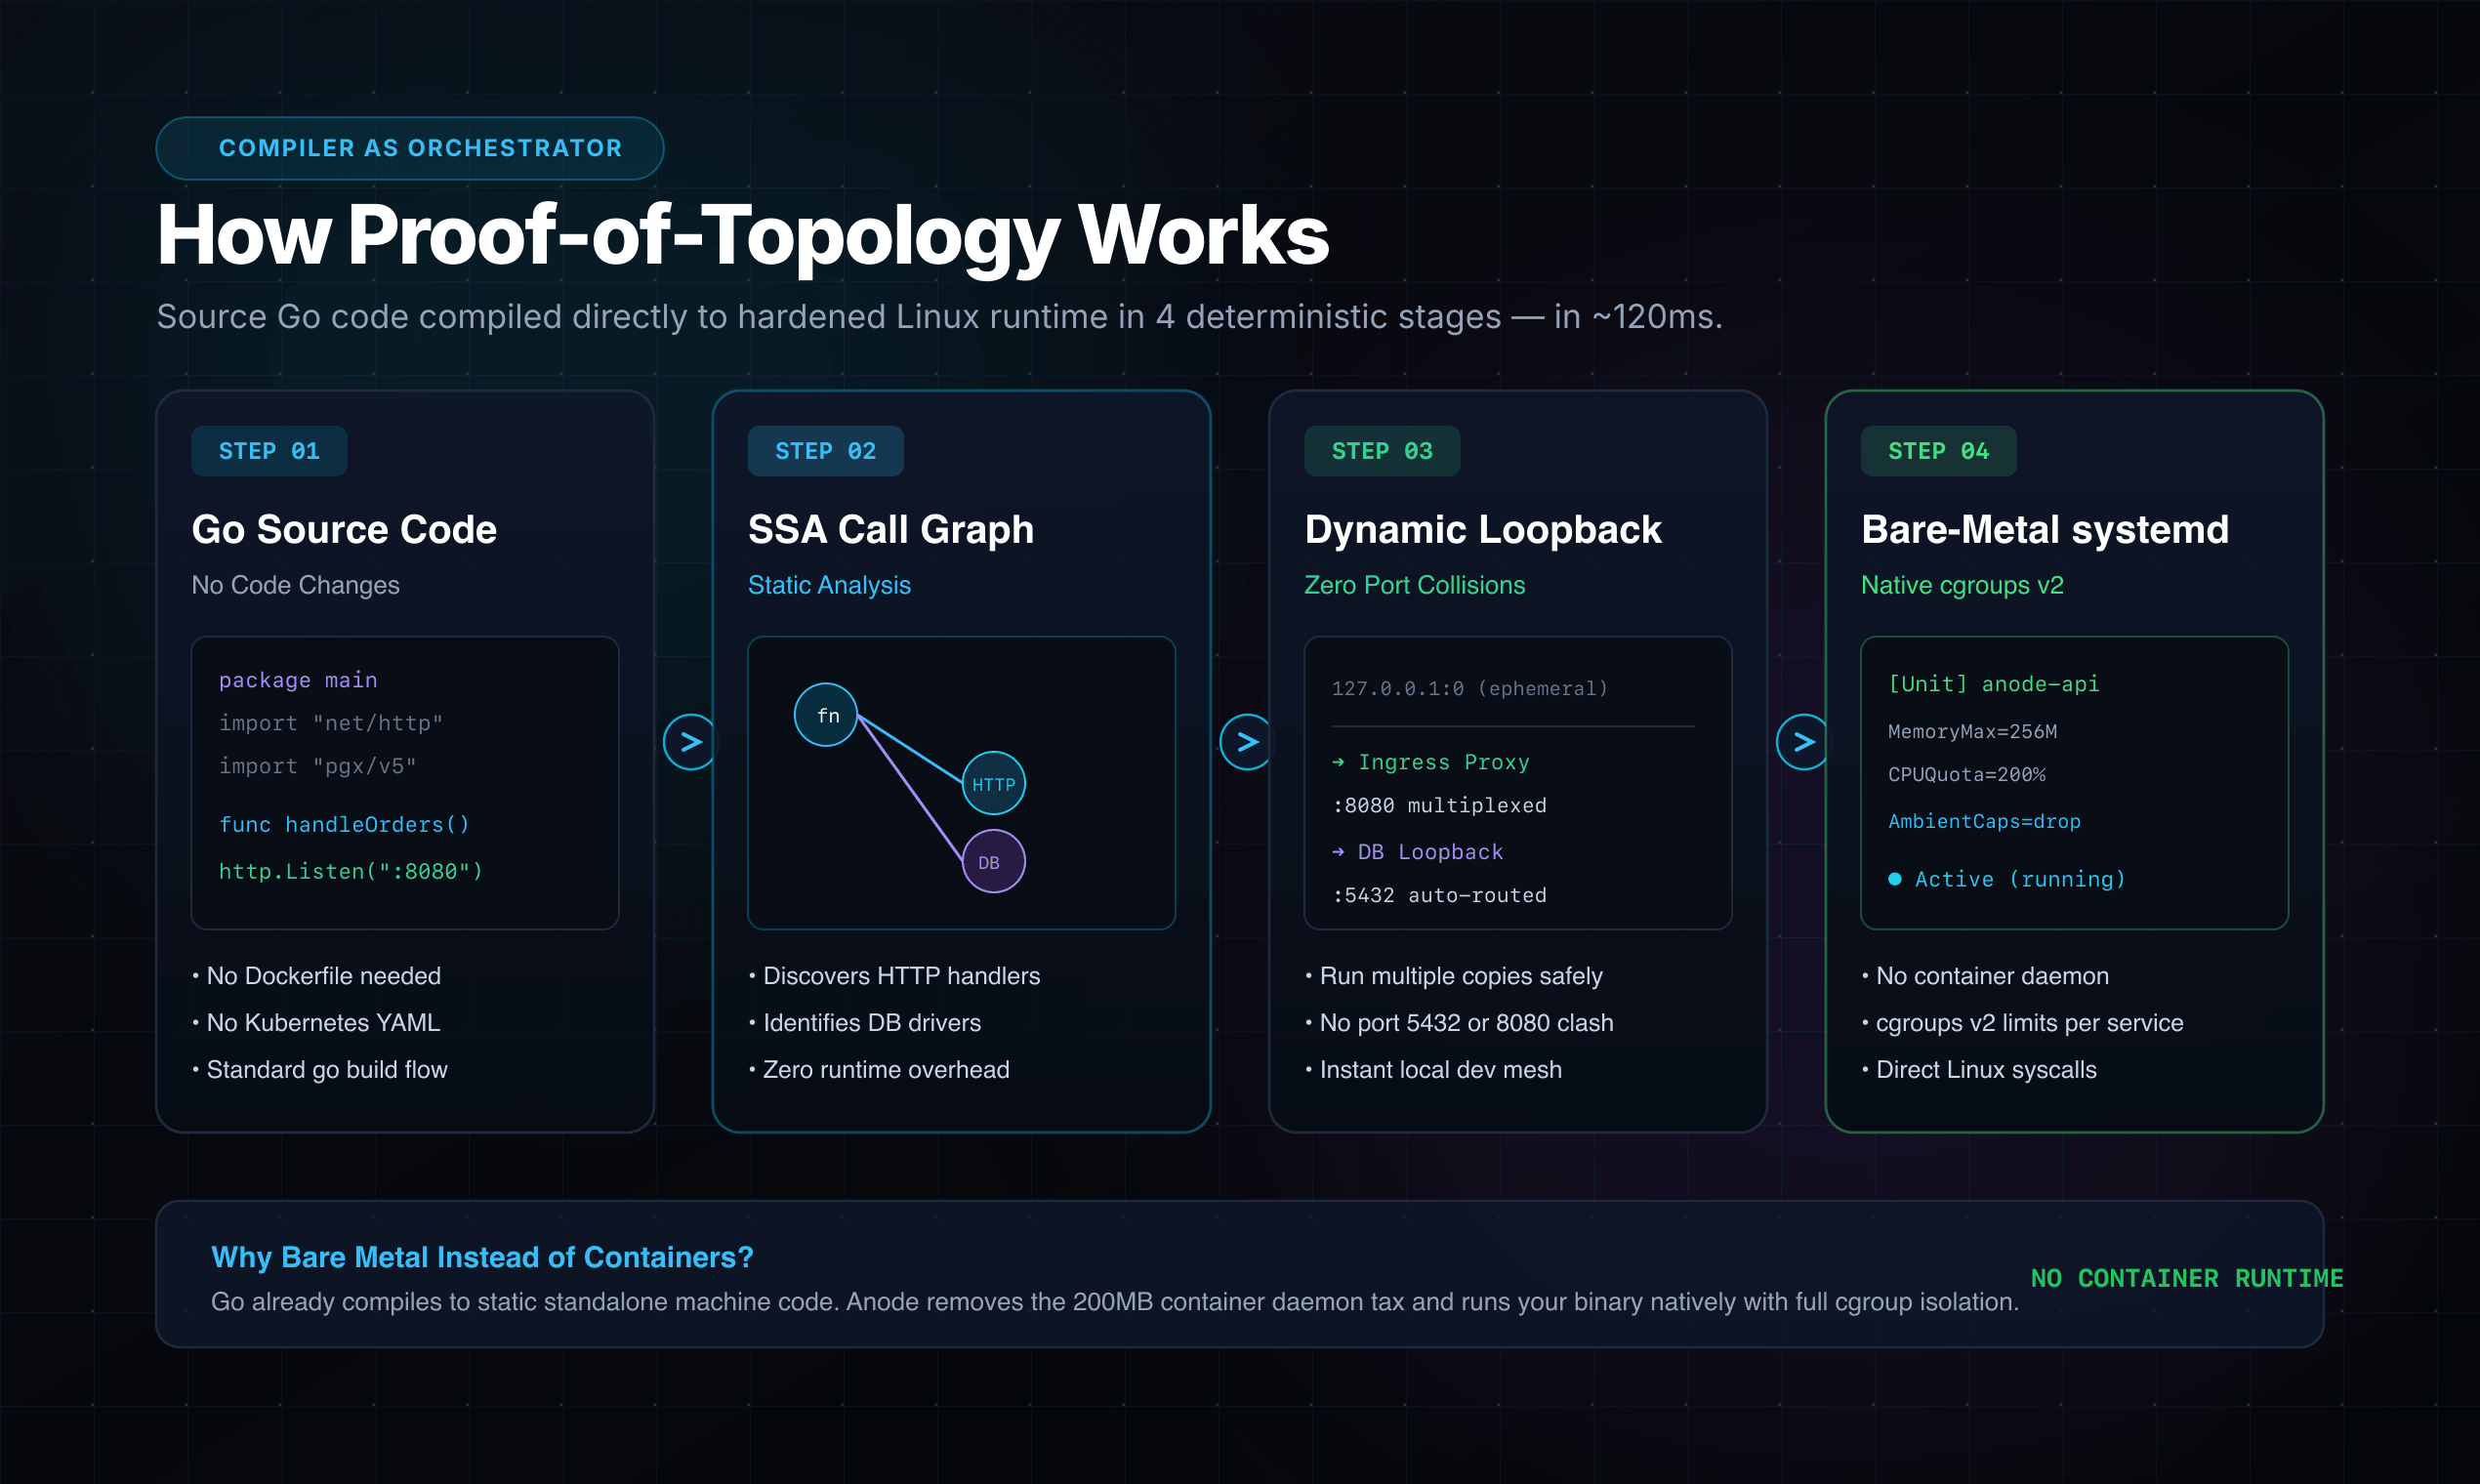 COMPILER AS ORCHESTRATOR
How Proof-of-Topology Works
Source Go code compiled directly to hardened Linux runtime in 4 deterministic stages — in ~120ms.
STEP 01
Go Source Code
No Code Changes
package main
import "net/http"
import "pgx/v5"
func handleOrders()
http.Listen(":8080")
• No Dockerfile needed
• No Kubernetes YAML
• Standard go build flow
>
STEP 02
SSA Call Graph
Static Analysis
fn
HTTP
DB
• Discovers HTTP handlers
• Identifies DB drivers
• Zero runtime overhead
>
STEP 03
Dynamic Loopback
Zero Port Collisions
127.0.0.1:0 (ephemeral)
➜ Ingress Proxy
:8080 multiplexed
➜ DB Loopback
:5432 auto-routed
• Run multiple copies safely
• No port 5432 or 8080 clash
• Instant local dev mesh
>
STEP 04
Bare-Metal systemd
Native cgroups v2
[Unit] anode-api
MemoryMax=256M
CPUQuota=200%
AmbientCaps=drop
● Active (running)
• No container daemon
• cgroups v2 limits per service
• Direct Linux syscalls
Why Bare Metal Instead of Containers?
Go already compiles to static standalone machine code. Anode removes the 200MB container daemon tax and runs your binary natively with full cgroup isolation.
NO CONTAINER RUNTIME